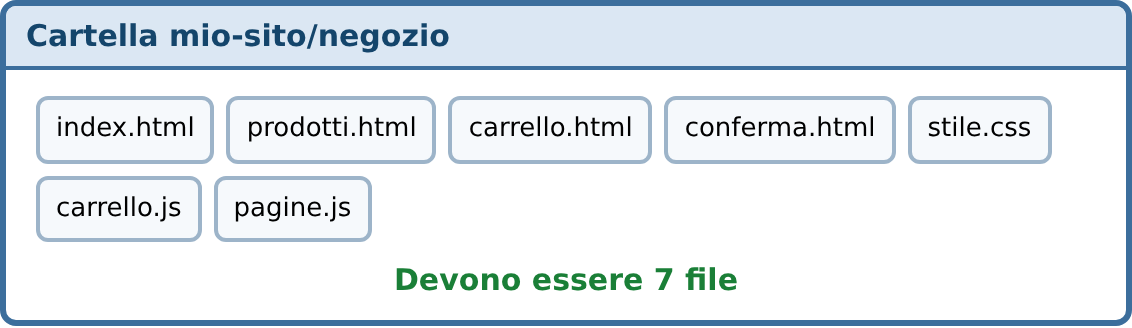 Cartella mio-sito/negozio
index.html prodotti.html carrello.html conferma.html stile.css
carrello.js pagine.js
Devono essere 7 file